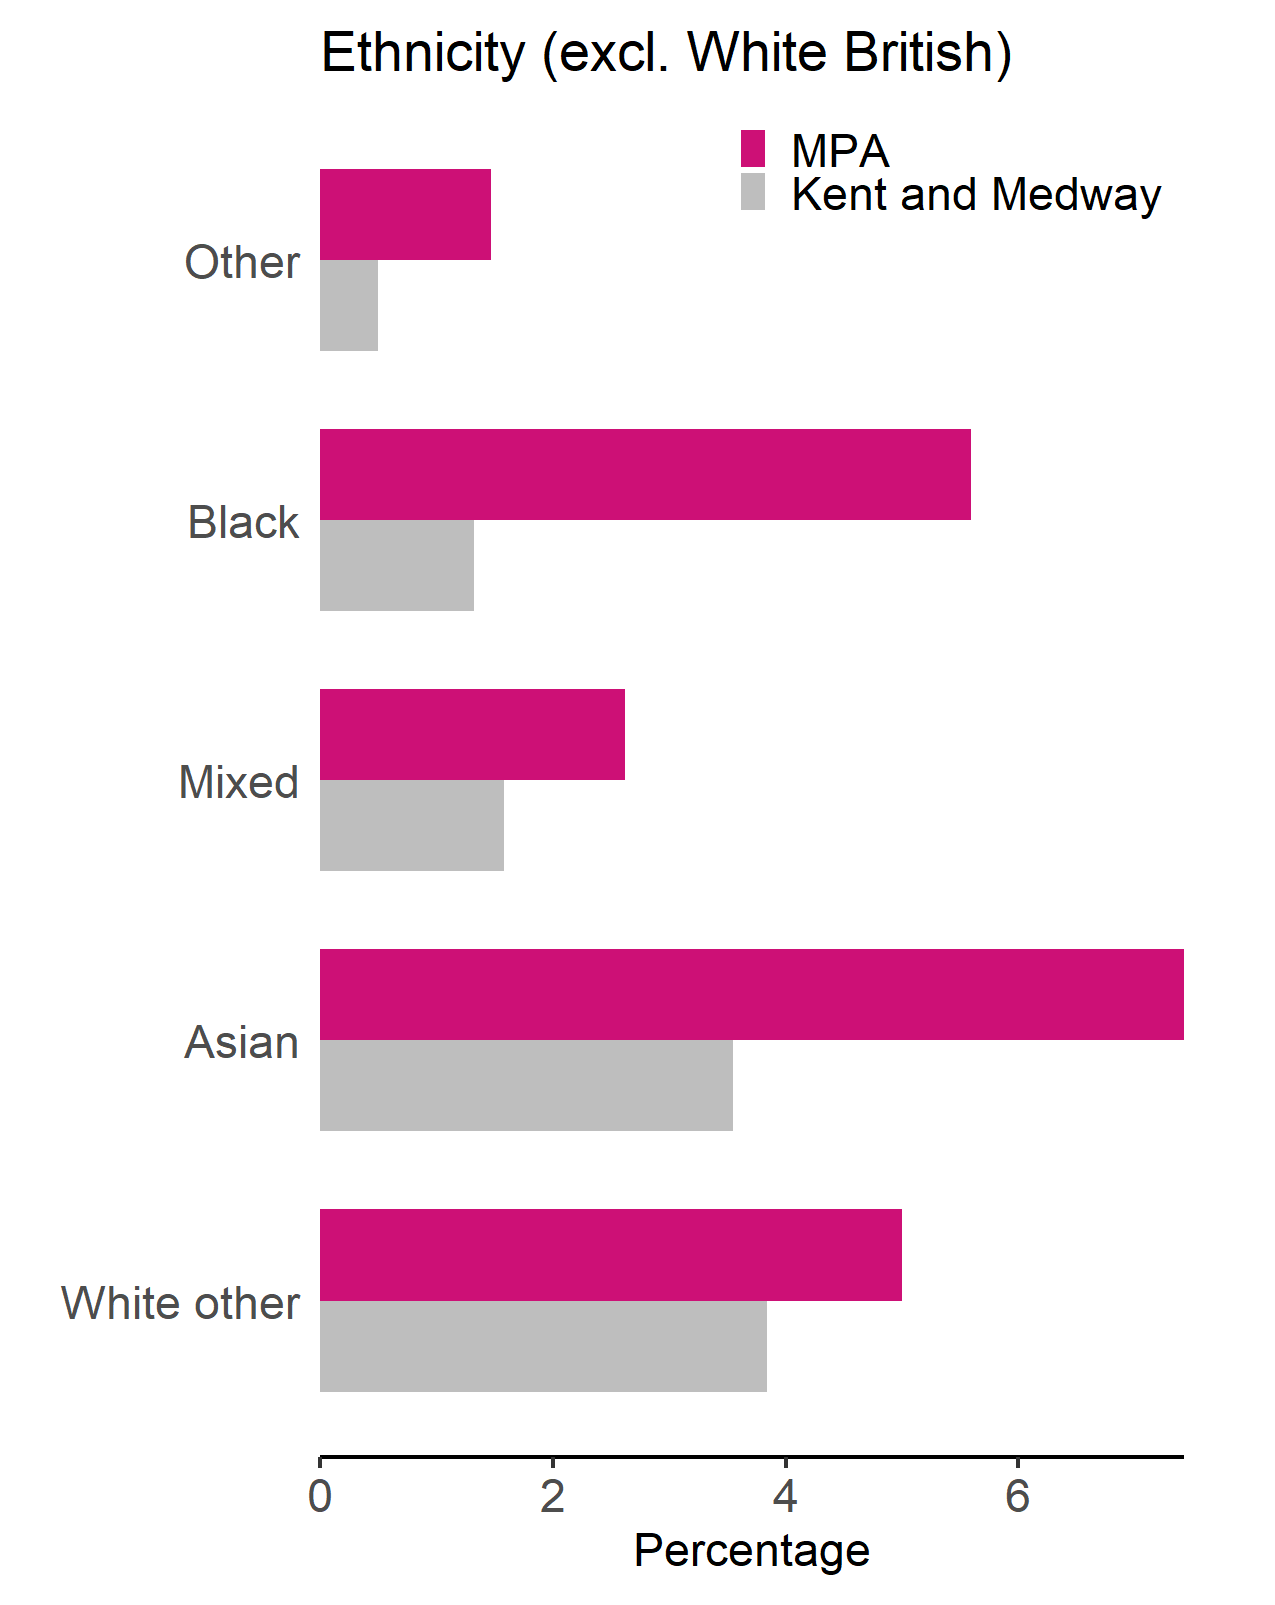 Ethnicity (excl. White British)
MPA
Kent and Medway
Other
Black
Mixed
Asian
White other
0 2 4 6
Percentage